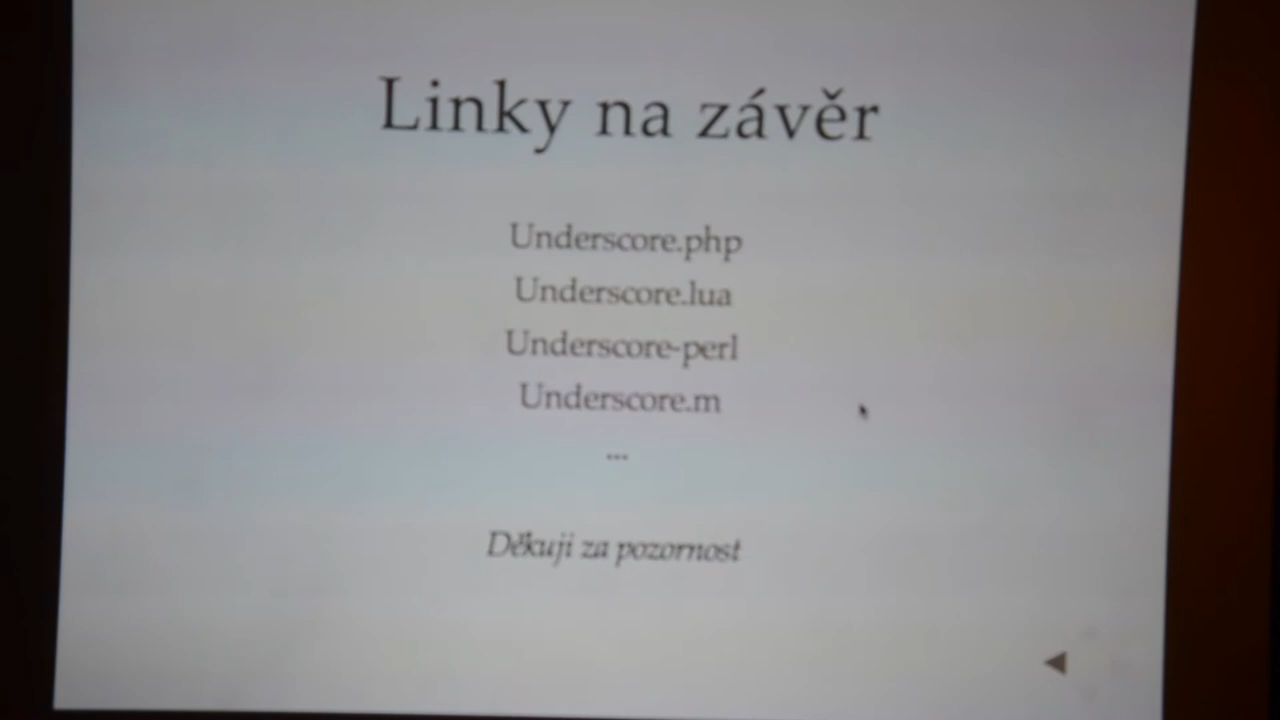 Linky na závěr
Underscore.php
Underscore.lua
Underscore-perl
Underscore.m
...
Děkuji za pozornost